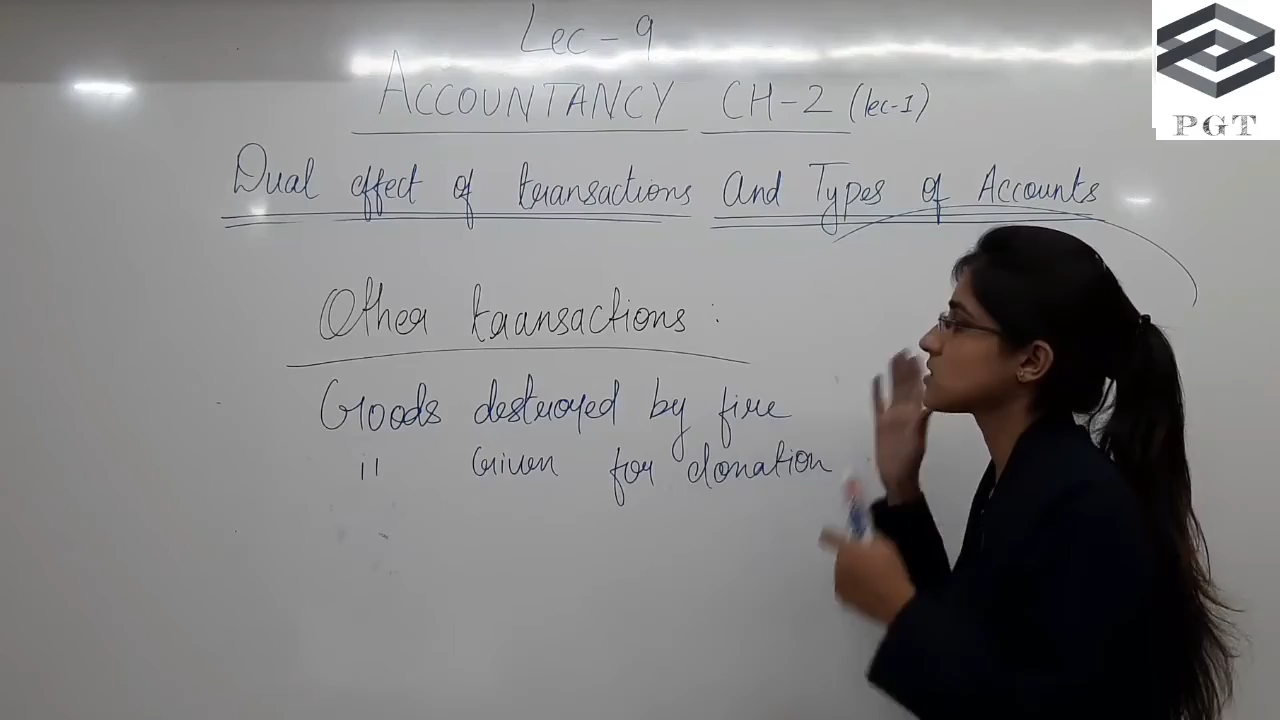 Lec - 9
PGT
ACCOUNTANCY CH-2 (lec-1)
Dual effect of transactions and Types of Accounts
Other transactions :
Goods destroyed by fire
" Given for donation